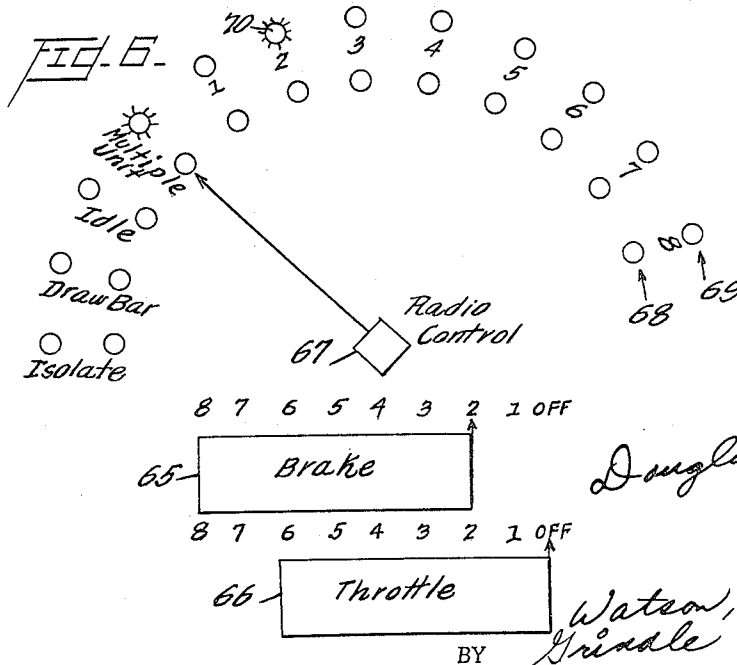 Fig. 6.
70
1 2 3 4 5 6 7 8
Multiple Unit
Idle
Draw Bar
Isolate
68 69
Radio Control
67
8 7 6 5 4 3 2 1 OFF
65 Brake
8 7 6 5 4 3 2 1 OFF
66 Throttle
Watson,
BY Grindle